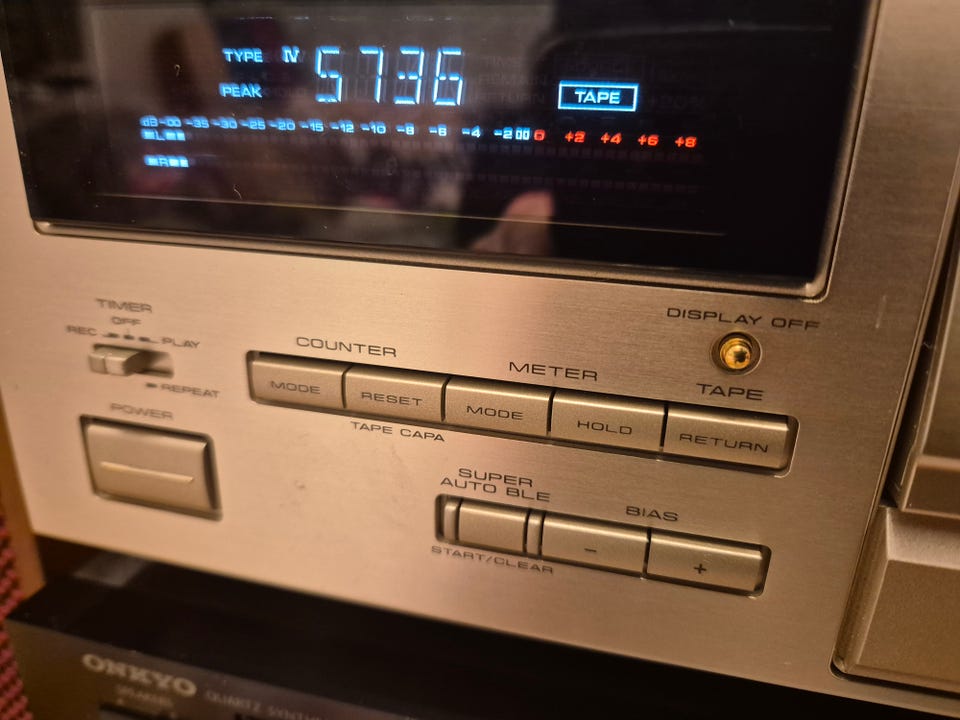 TYPE IV 5736
PEAK
TAPE
dB -∞ -35 -30 -25 -20 -15 -12 -10 -8 -6 -4 -2 0 +2 +4 +6 +8
L
R
TIMER
OFF
REC PLAY
REPEAT
POWER
COUNTER
METER
DISPLAY OFF
TAPE
MODE RESET MODE HOLD RETURN
TAPE CAPA
SUPER
AUTO BLE
BIAS
- +
START/CLEAR
ONKYO
SPEAKERS
QUARTZ SYNTH